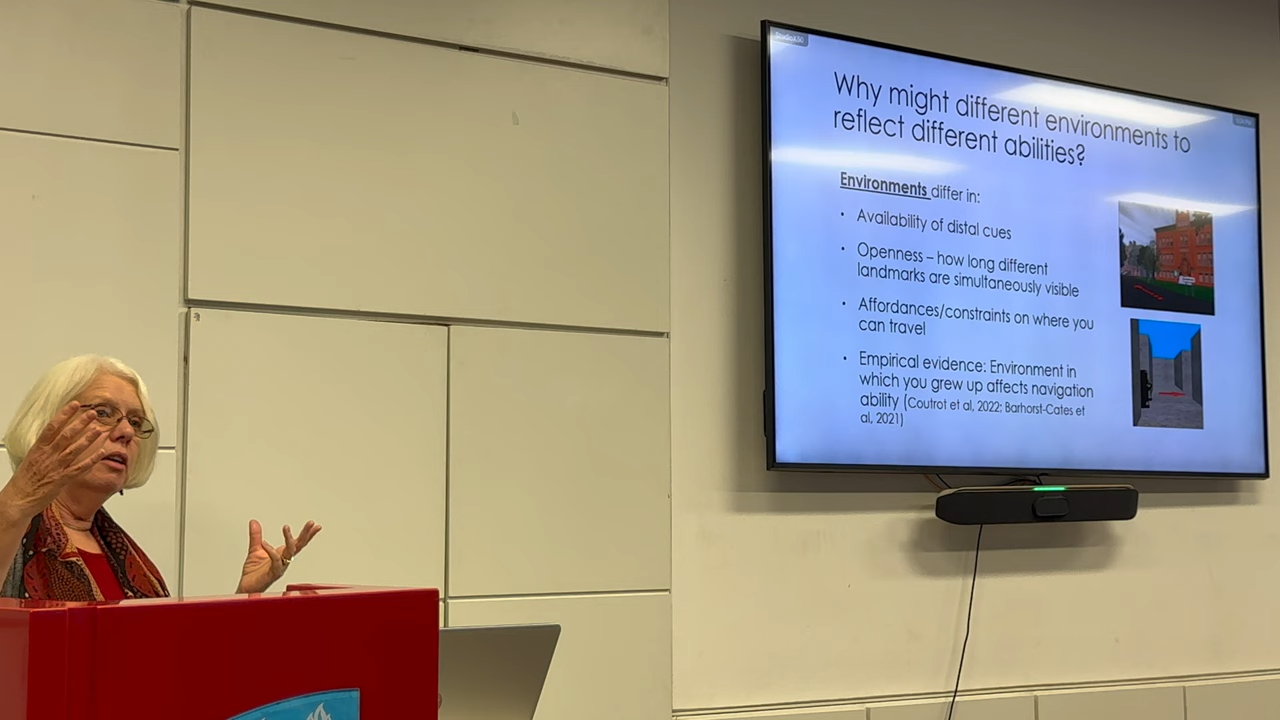 Why might different environments to
reflect different abilities?
Environments differ in:
• Availability of distal cues
• Openness – how long different
landmarks are simultaneously visible
• Affordances/constraints on where you
can travel
• Empirical evidence: Environment in
which you grew up affects navigation
ability (Coutrot et al, 2022: Barhorst-Cates et
al, 2021)